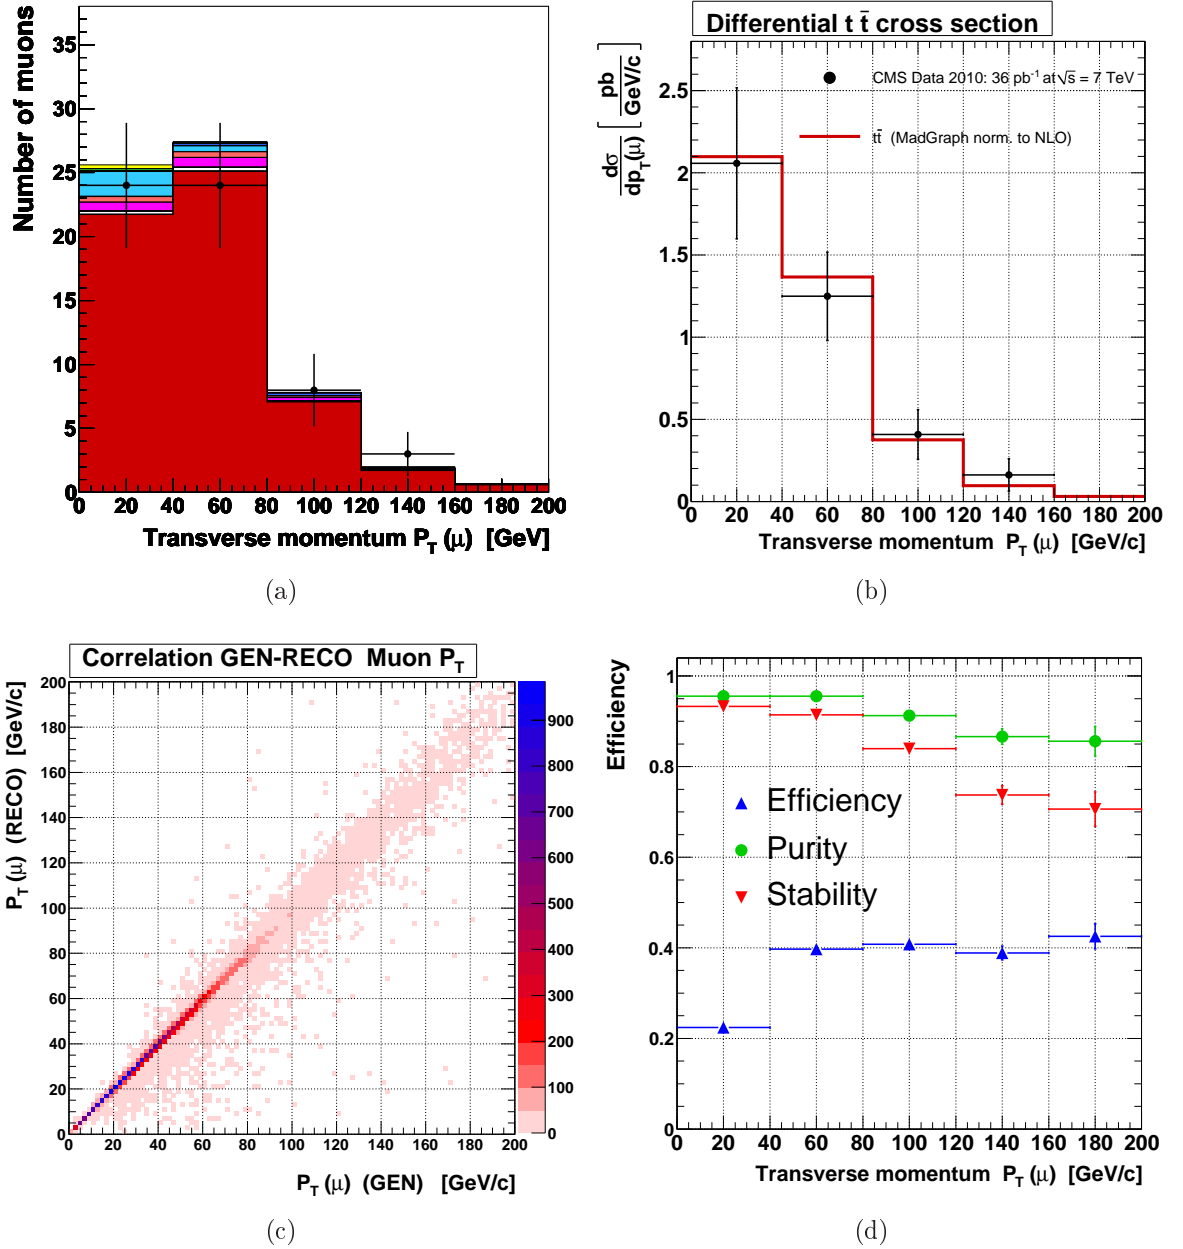 Number of muons
35
30
25
20
15
10
5
0
0 20 40 60 80 100 120 140 160 180 200
Transverse momentum P_T (μ) [GeV]
(a)
Differential t t̅ cross section
dσ/dp_T(μ) [pb/GeV/c]
CMS Data 2010: 36 pb⁻¹ at √s = 7 TeV
tt̅ (MadGraph norm. to NLO)
2.5
2
1.5
1
0.5
0
0 20 40 60 80 100 120 140 160 180 200
Transverse momentum P_T (μ) [GeV/c]
(b)
Correlation GEN-RECO Muon P_T
P_T (μ) (RECO) [GeV/c]
200
180
160
140
120
100
80
60
40
20
0
0 20 40 60 80 100 120 140 160 180 200
P_T (μ) (GEN) [GeV/c]
900
800
700
600
500
400
300
200
100
0
(c)
Efficiency
1
0.8
0.6
0.4
0.2
0
Efficiency
Purity
Stability
0 20 40 60 80 100 120 140 160 180 200
Transverse momentum P_T (μ) [GeV/c]
(d)